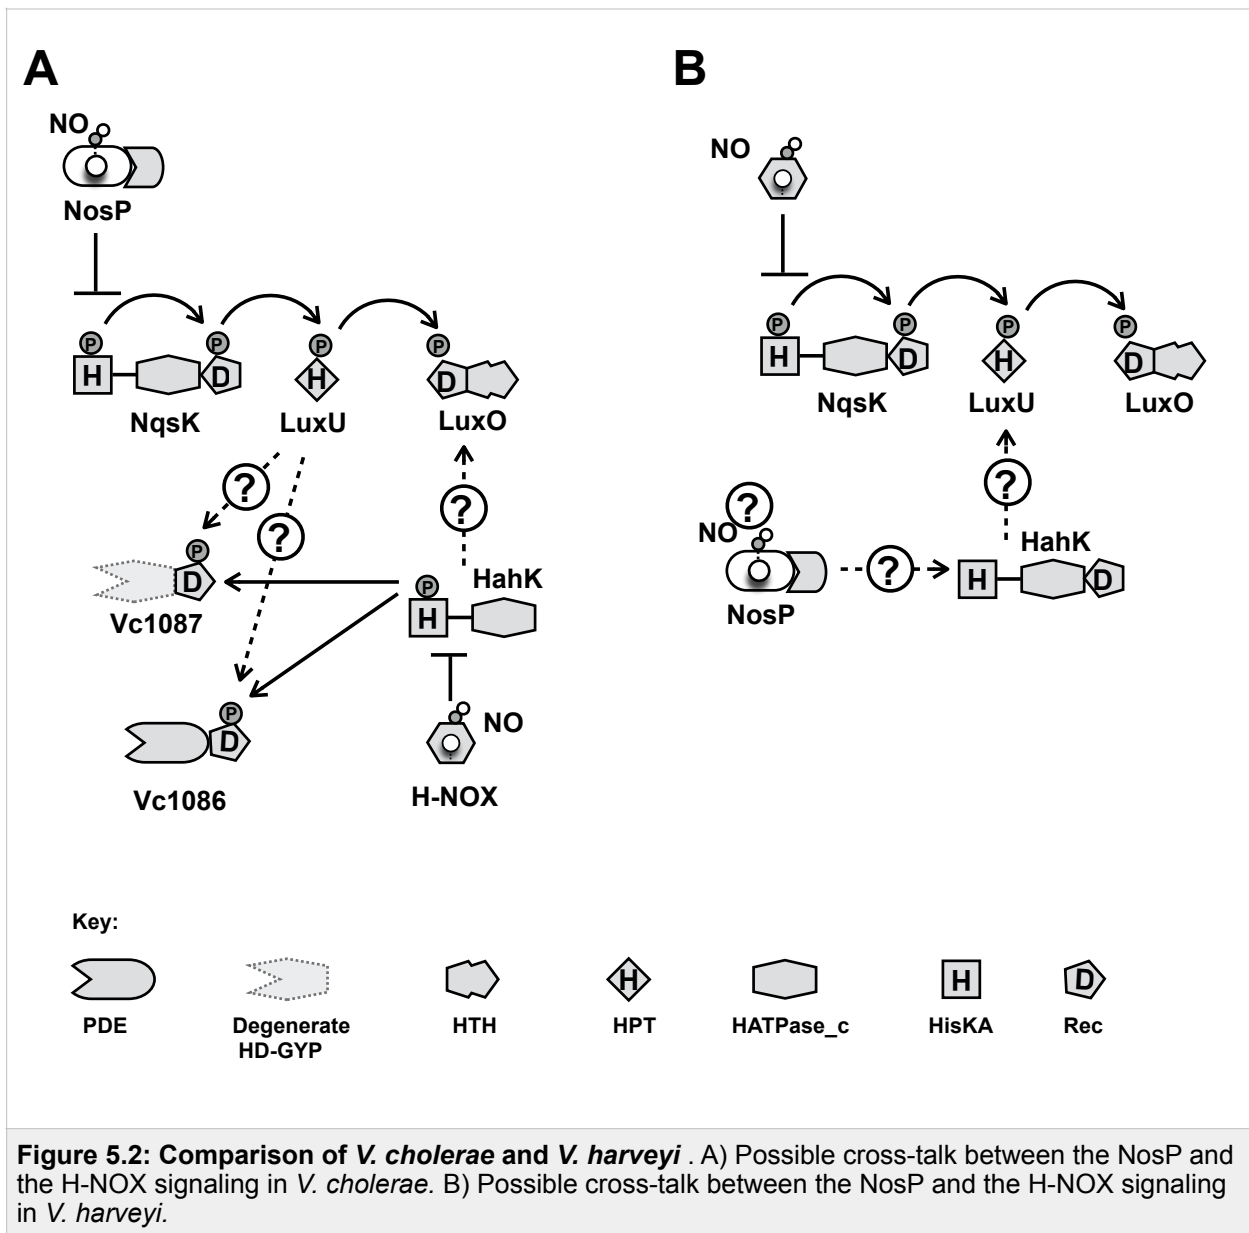 A
NO
NosP
P
P
P
P
H
D
H
D
NqsK
LuxU
LuxO
?
?
?
P
D
Vc1087
P
H
HahK
P
D
Vc1086
NO
H-NOX
B
NO
P
P
P
P
H
D
H
D
NqsK
LuxU
LuxO
?
?
NO
NosP
?
HahK
H
D
Key:
H
H
D
PDE
Degenerate
HD-GYP
HTH
HPT
HATPase_c
HisKA
Rec
Figure 5.2: Comparison of V. cholerae and V. harveyi . A) Possible cross-talk between the NosP and
the H-NOX signaling in V. cholerae. B) Possible cross-talk between the NosP and the H-NOX signaling
in V. harveyi.